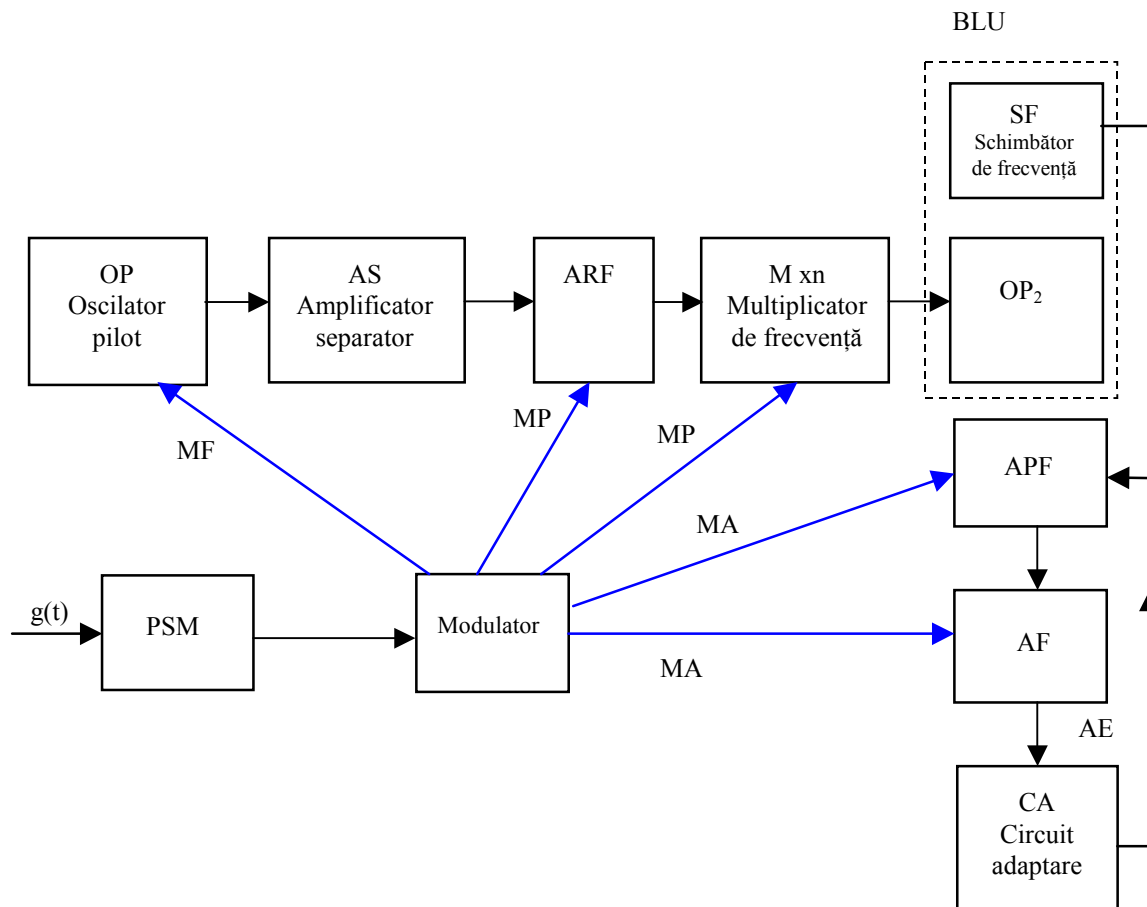 BLU
SF
Schimbător
de frecvență
OP
Oscilator
pilot
AS
Amplificator
separator
ARF
M xn
Multiplicator
de frecvență
OP₂
MF
MP
MP
MA
APF
g(t)
PSM
Modulator
MA
AF
AE
CA
Circuit
adaptare